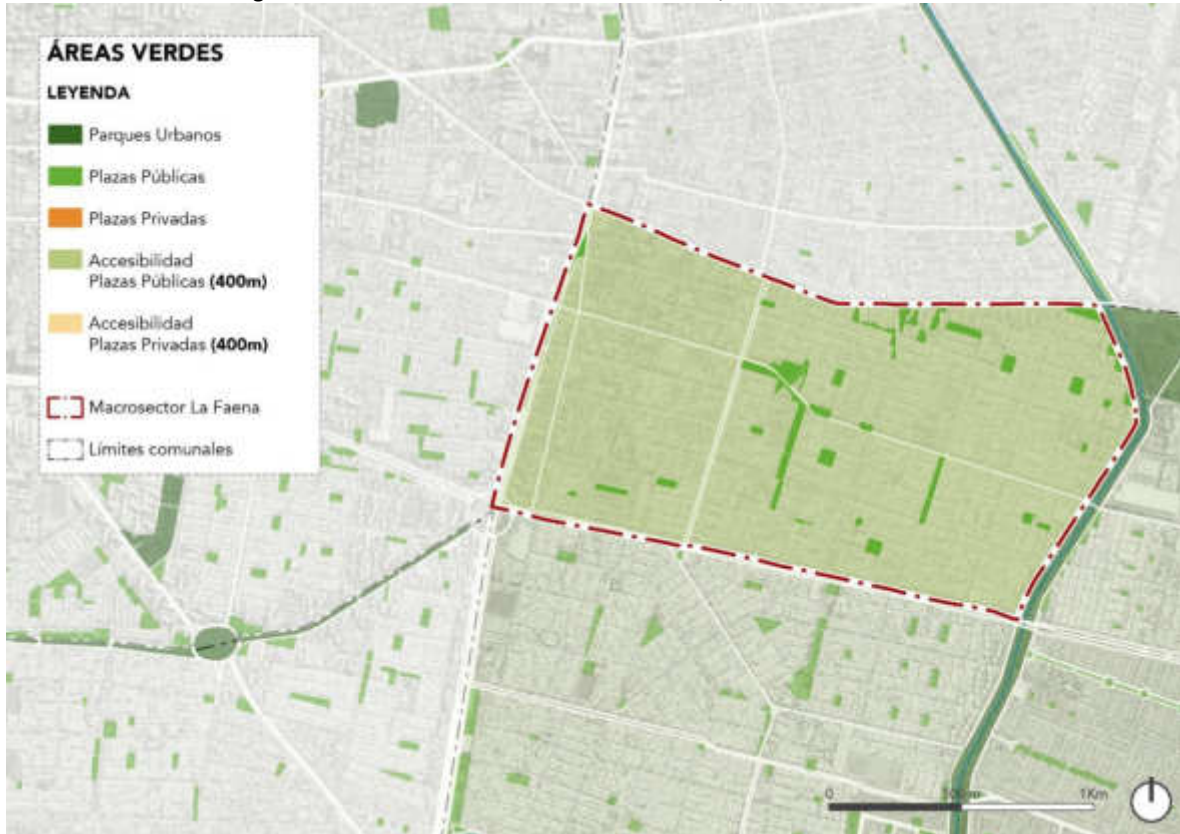 ÁREAS VERDES
LEYENDA
Parques Urbanos
Plazas Públicas
Plazas Privadas
Accesibilidad
Plazas Públicas (400m)
Accesibilidad
Plazas Privadas (400m)
Macrosector La Faena
Límites comunales
0
1Km